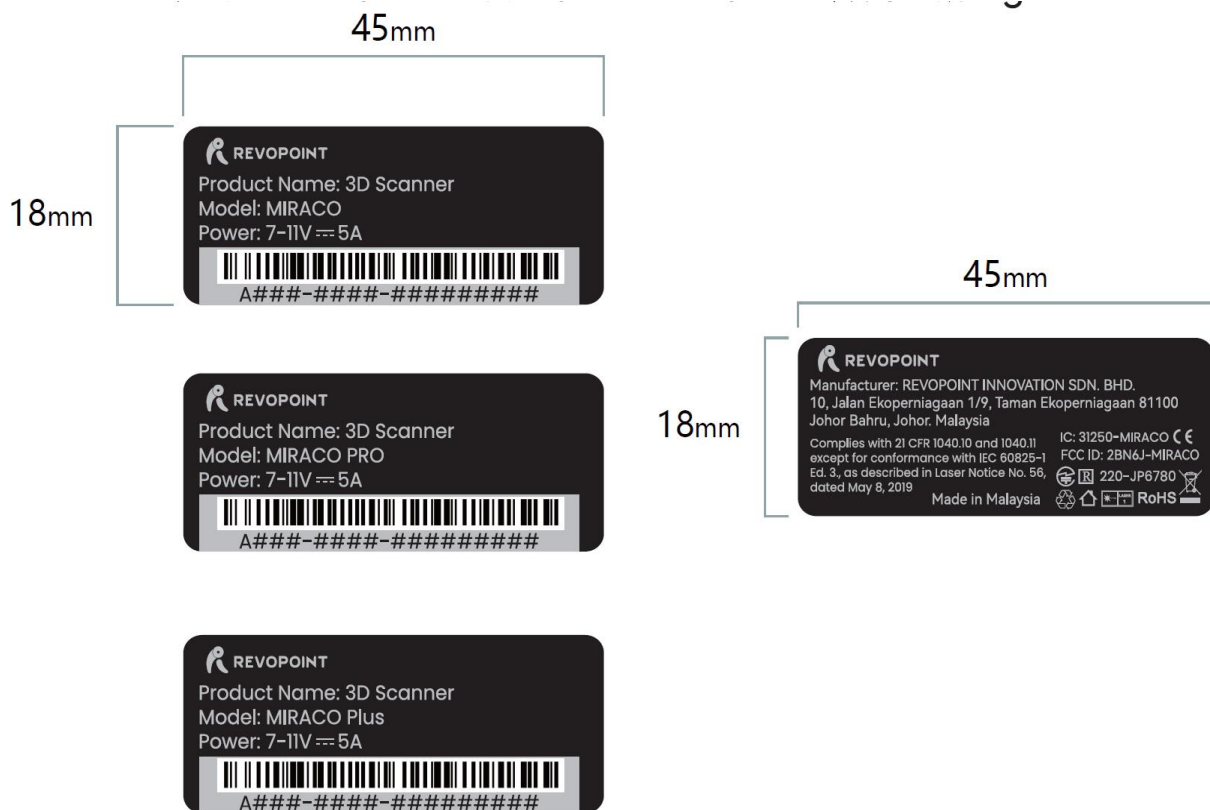 45mm
18mm
REVOPOINT
Product Name: 3D Scanner
Model: MIRACO
Power: 7-11V ⎓ 5A
A###-####-#########
REVOPOINT
Product Name: 3D Scanner
Model: MIRACO PRO
Power: 7-11V ⎓ 5A
A###-####-#########
REVOPOINT
Product Name: 3D Scanner
Model: MIRACO Plus
Power: 7-11V ⎓ 5A
A###-####-#########
45mm
18mm
REVOPOINT
Manufacturer: REVOPOINT INNOVATION SDN. BHD.
10, Jalan Ekoperniagaan 1/9, Taman Ekoperniagaan 81100
Johor Bahru, Johor. Malaysia
Complies with 21 CFR 1040.10 and 1040.11
except for conformance with IEC 60825-1
Ed. 3., as described in Laser Notice No. 56,
dated May 8, 2019
Made in Malaysia
IC: 31250-MIRACO CE
FCC ID: 2BN6J-MIRACO
R 220-JP6780
RoHS